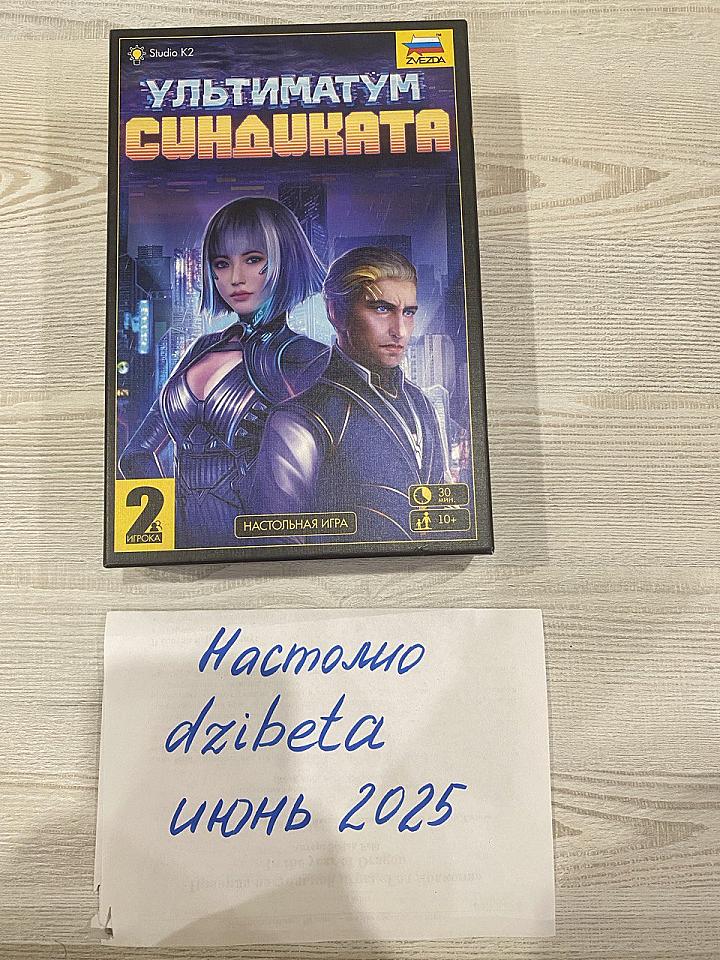 Studio K2
ZVEZDA
УЛЬТИМАТУМ
СИНДИКАТА
2
ИГРОКА
НАСТОЛЬНАЯ ИГРА
30
МИН.
10+
Настолио
dzibeta
июнь 2025